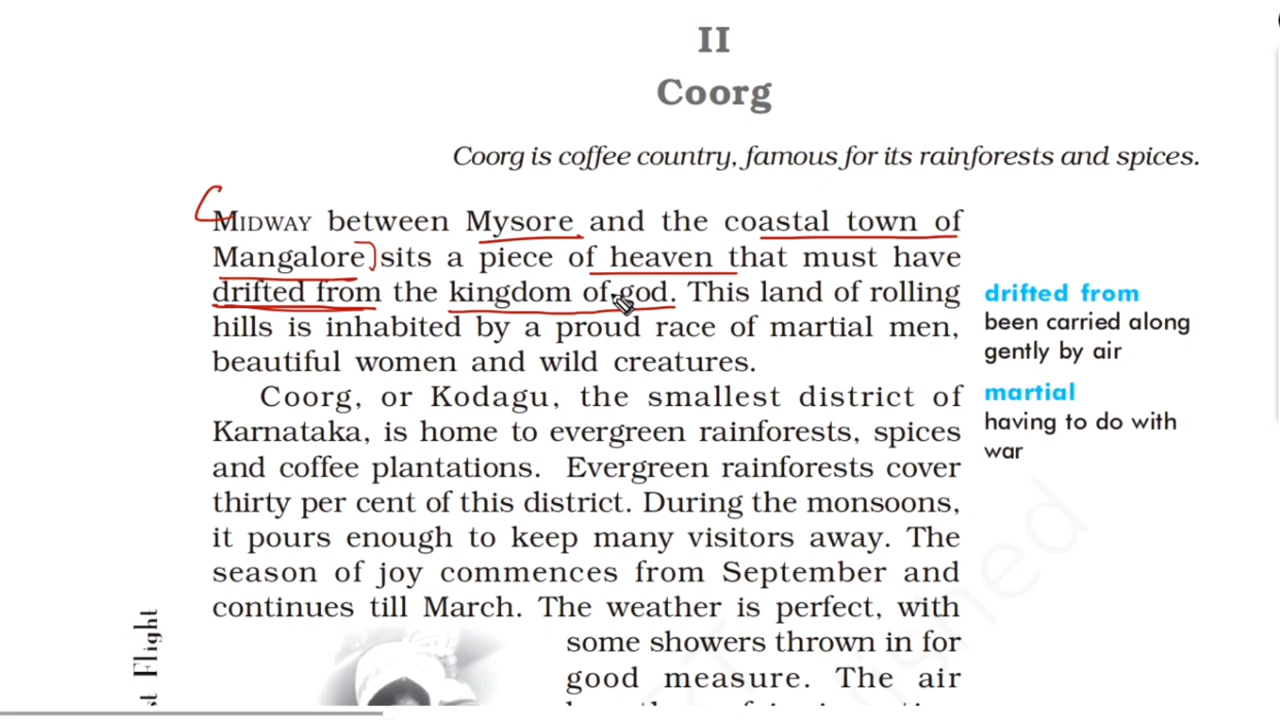 II
Coorg
Coorg is coffee country, famous for its rainforests and spices.
MIDWAY between Mysore and the coastal town of
Mangalore sits a piece of heaven that must have
drifted from the kingdom of god. This land of rolling
hills is inhabited by a proud race of martial men,
beautiful women and wild creatures.
Coorg, or Kodagu, the smallest district of
Karnataka, is home to evergreen rainforests, spices
and coffee plantations. Evergreen rainforests cover
thirty per cent of this district. During the monsoons,
it pours enough to keep many visitors away. The
season of joy commences from September and
continues till March. The weather is perfect, with
some showers thrown in for
good measure. The air
drifted from
been carried along
gently by air
martial
having to do with
war
Flight